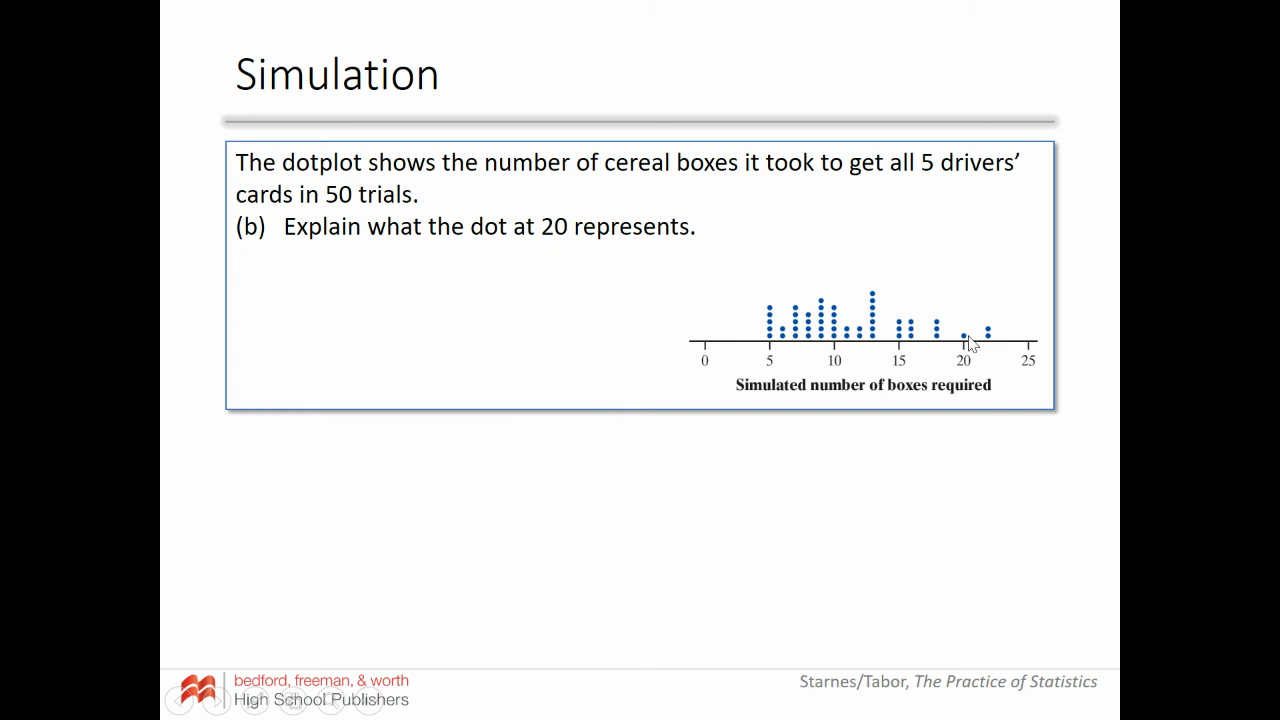 Simulation
The dotplot shows the number of cereal boxes it took to get all 5 drivers’
cards in 50 trials.
(b) Explain what the dot at 20 represents.
0 5 10 15 20 25
Simulated number of boxes required
bedford, freeman, & worth
High School Publishers
Starnes/Tabor, The Practice of Statistics